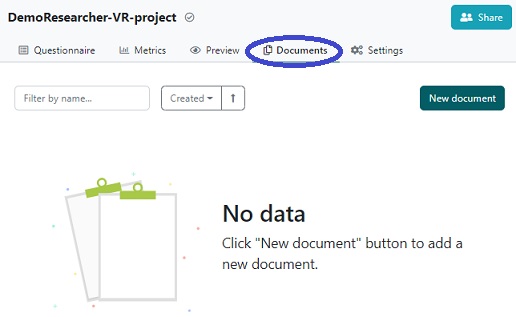 DemoResearcher-VR-project
Share
Questionnaire Metrics Preview Documents Settings
Filter by name... Created New document
No data
Click "New document" button to add a
new document.